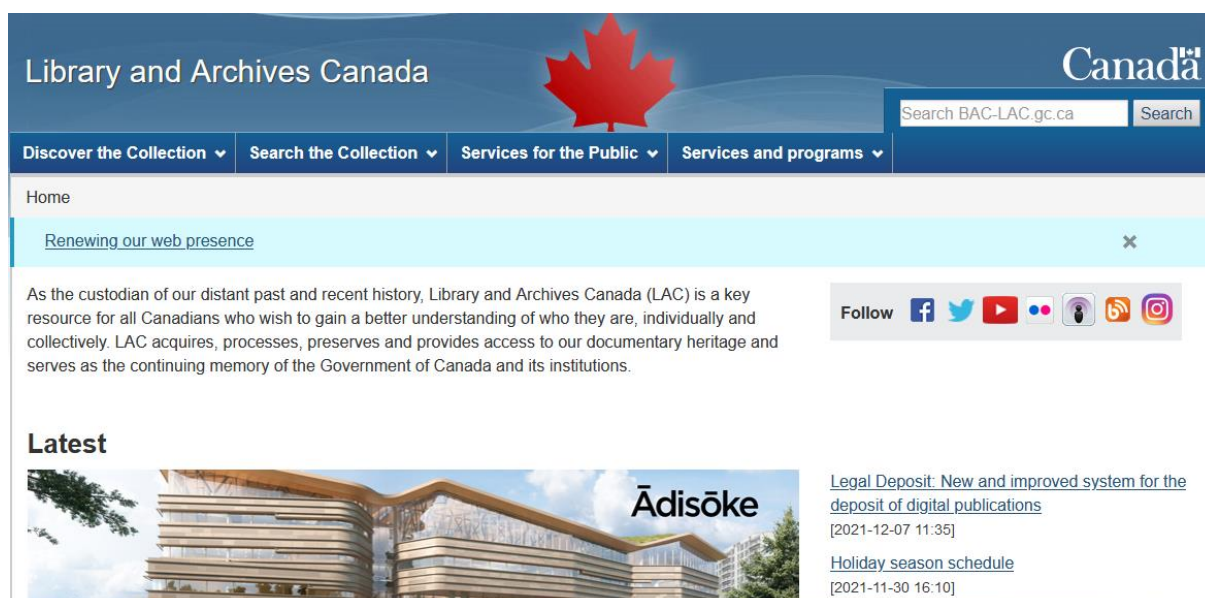 Library and Archives Canada
Canada
Search BAC-LAC.gc.ca
Search
Discover the Collection
Search the Collection
Services for the Public
Services and programs
Home
Renewing our web presence
As the custodian of our distant past and recent history, Library and Archives Canada (LAC) is a key
resource for all Canadians who wish to gain a better understanding of who they are, individually and
collectively. LAC acquires, processes, preserves and provides access to our documentary heritage and
serves as the continuing memory of the Government of Canada and its institutions.
Follow
Latest
Ādisōke
Legal Deposit: New and improved system for the
deposit of digital publications
[2021-12-07 11:35]
Holiday season schedule
[2021-11-30 16:10]